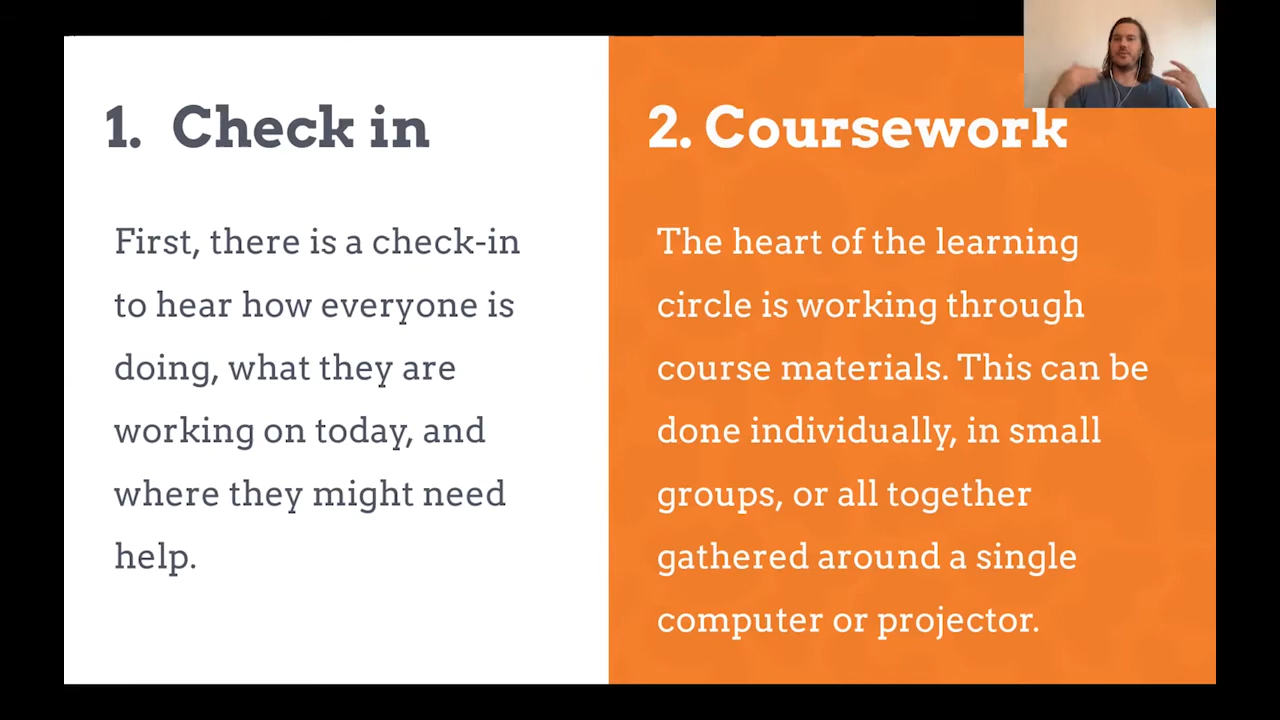 1. Check in
First, there is a check-in
to hear how everyone is
doing, what they are
working on today, and
where they might need
help.
2. Coursework
The heart of the learning
circle is working through
course materials. This can be
done individually, in small
groups, or all together
gathered around a single
computer or projector.